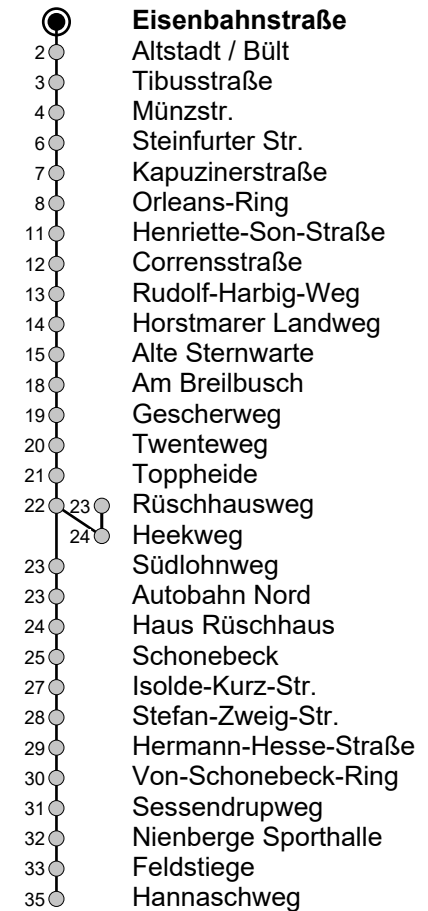 Eisenbahnstraße
2 Altstadt / Bült
3 Tibusstraße
4 Münzstr.
6 Steinfurter Str.
7 Kapuzinerstraße
8 Orleans-Ring
11 Henriette-Son-Straße
12 Corrensstraße
13 Rudolf-Harbig-Weg
14 Horstmarer Landweg
15 Alte Sternwarte
18 Am Breilbusch
19 Gescherweg
20 Twenteweg
21 Toppheide
22 23 Rüschhausweg
24 Heekweg
23 Südlohnweg
23 Autobahn Nord
24 Haus Rüschhaus
25 Schonebeck
27 Isolde-Kurz-Str.
28 Stefan-Zweig-Str.
29 Hermann-Hesse-Straße
30 Von-Schonebeck-Ring
31 Sessendrupweg
32 Nienberge Sporthalle
33 Feldstiege
35 Hannaschweg